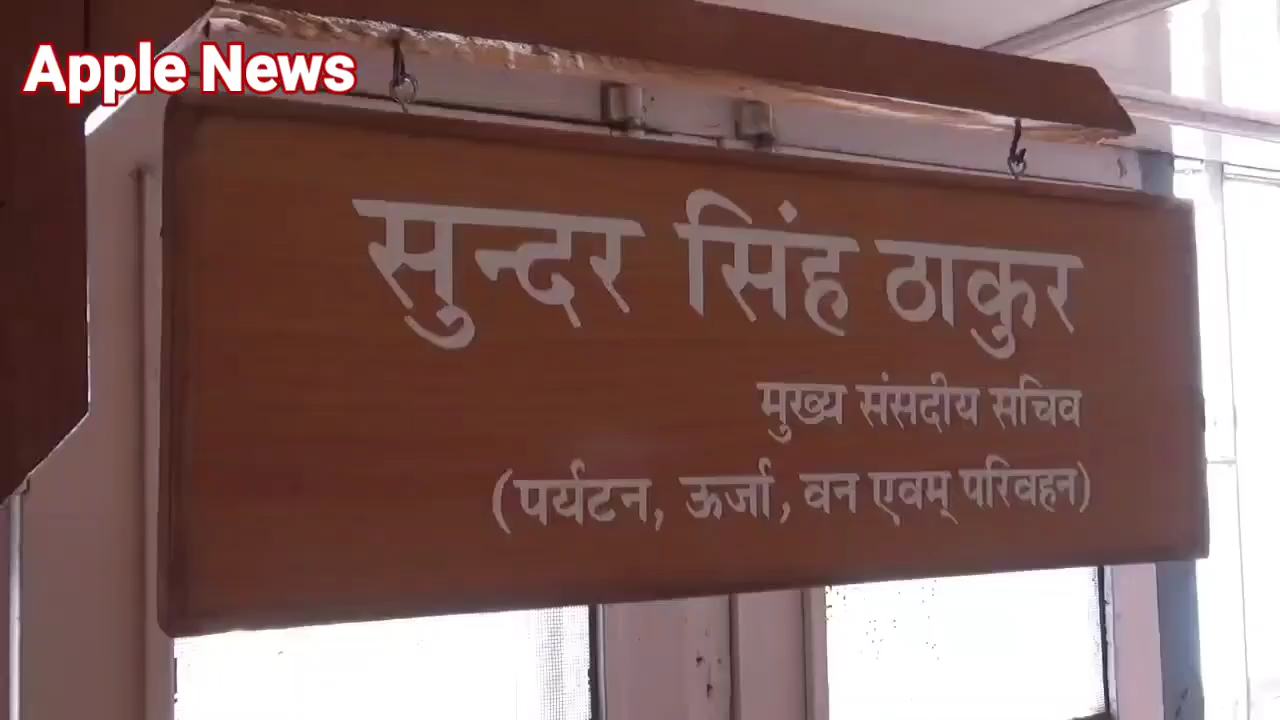 Apple News
सुन्दर सिंह ठाकुर
मुख्य संसदीय सचिव
(पर्यटन, ऊर्जा, वन एवम् परिवहन)